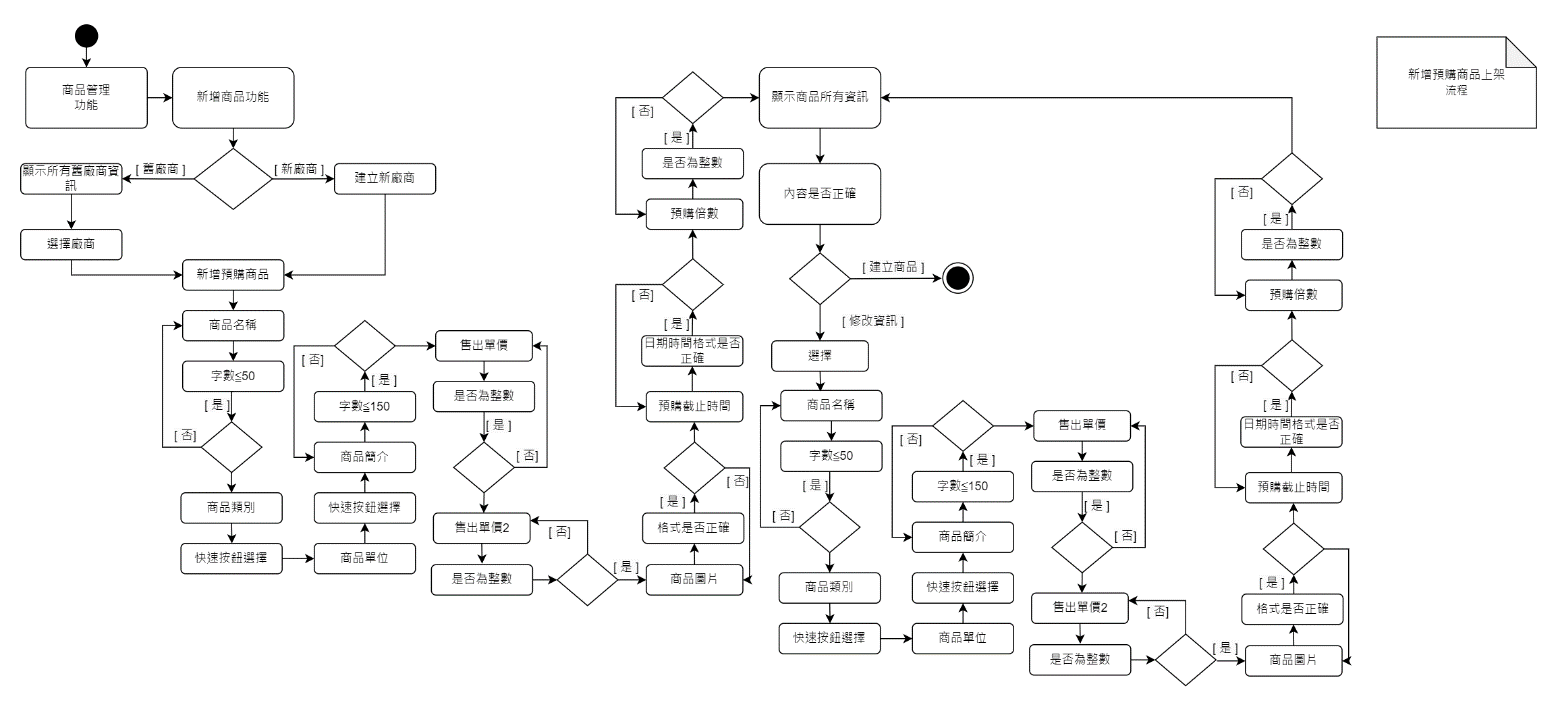 商品管理
功能
新增商品功能
[ 舊廠商 ]
[ 新廠商 ]
顯示所有舊廠商資
訊
建立新廠商
選擇廠商
新增預購商品
商品名稱
字數≦50
[ 是 ]
[ 否]
商品類別
快速按鈕選擇
商品單位
快速按鈕選擇
商品簡介
字數≦150
[ 是 ]
[ 否]
售出單價
是否為整數
[ 是 ]
[ 否]
售出單價2
是否為整數
[ 否]
[ 是 ]
商品圖片
格式是否正確
[ 是 ]
[ 否]
預購截止時間
日期時間格式是否
正確
[ 是 ]
[ 否]
預購倍數
是否為整數
[ 是 ]
[ 否]
顯示商品所有資訊
內容是否正確
[ 建立商品 ]
[ 修改資訊 ]
選擇
商品名稱
字數≦50
[ 是 ]
[ 否]
商品類別
快速按鈕選擇
商品單位
快速按鈕選擇
商品簡介
字數≦150
[ 是 ]
[ 否]
售出單價
是否為整數
[ 是 ]
[ 否]
售出單價2
是否為整數
[ 否]
[ 是 ]
商品圖片
格式是否正確
[ 是 ]
預購截止時間
日期時間格式是否
正確
[ 是 ]
[ 否]
預購倍數
是否為整數
[ 是 ]
[ 否]
新增預購商品上架
流程